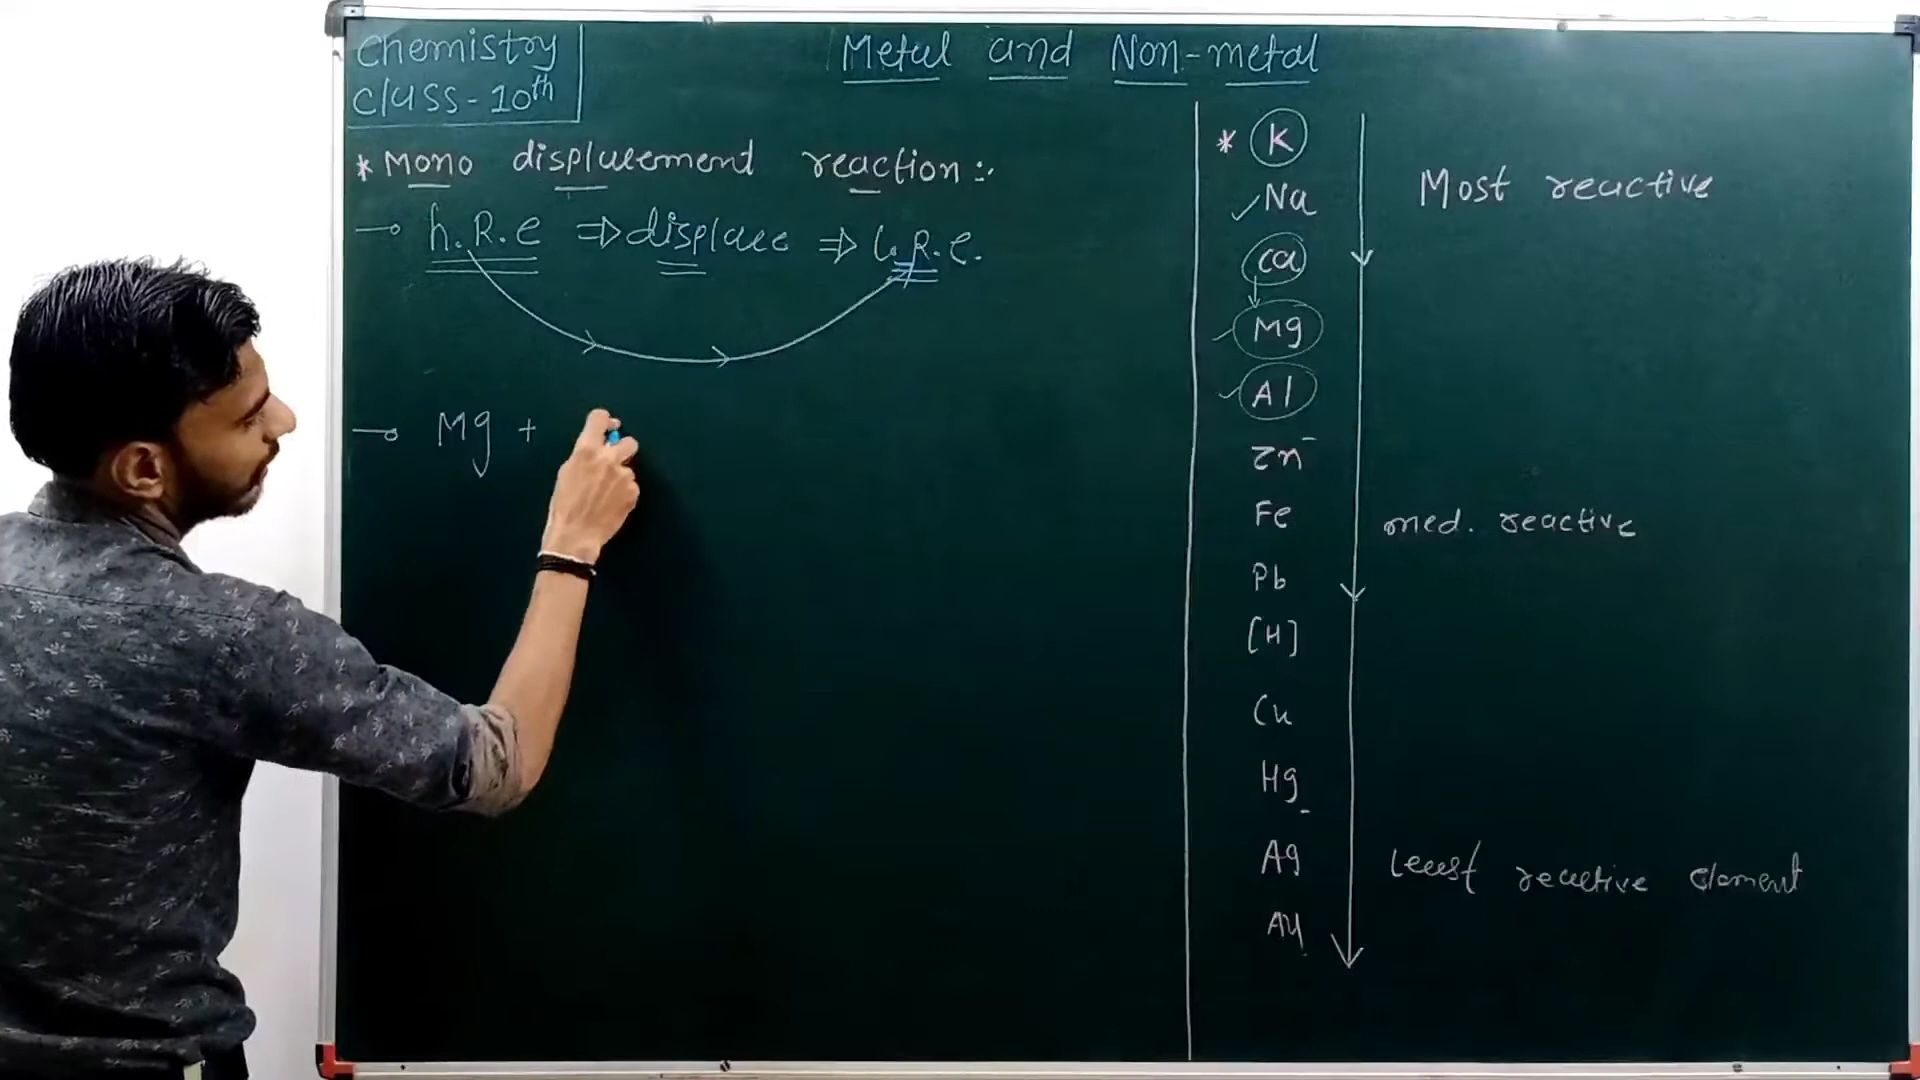 Chemistry
Class-10th
Metal and Non-metal
* Mono displacement reaction :-
→ h.R.e ⇒ displace ⇒ L.R.e.
→ Mg +
* K
Na
Ca
Mg
Al
Zn
Fe
Pb
[H]
Cu
Hg
Ag
Au
Most reactive
med. reactive
Least reactive element